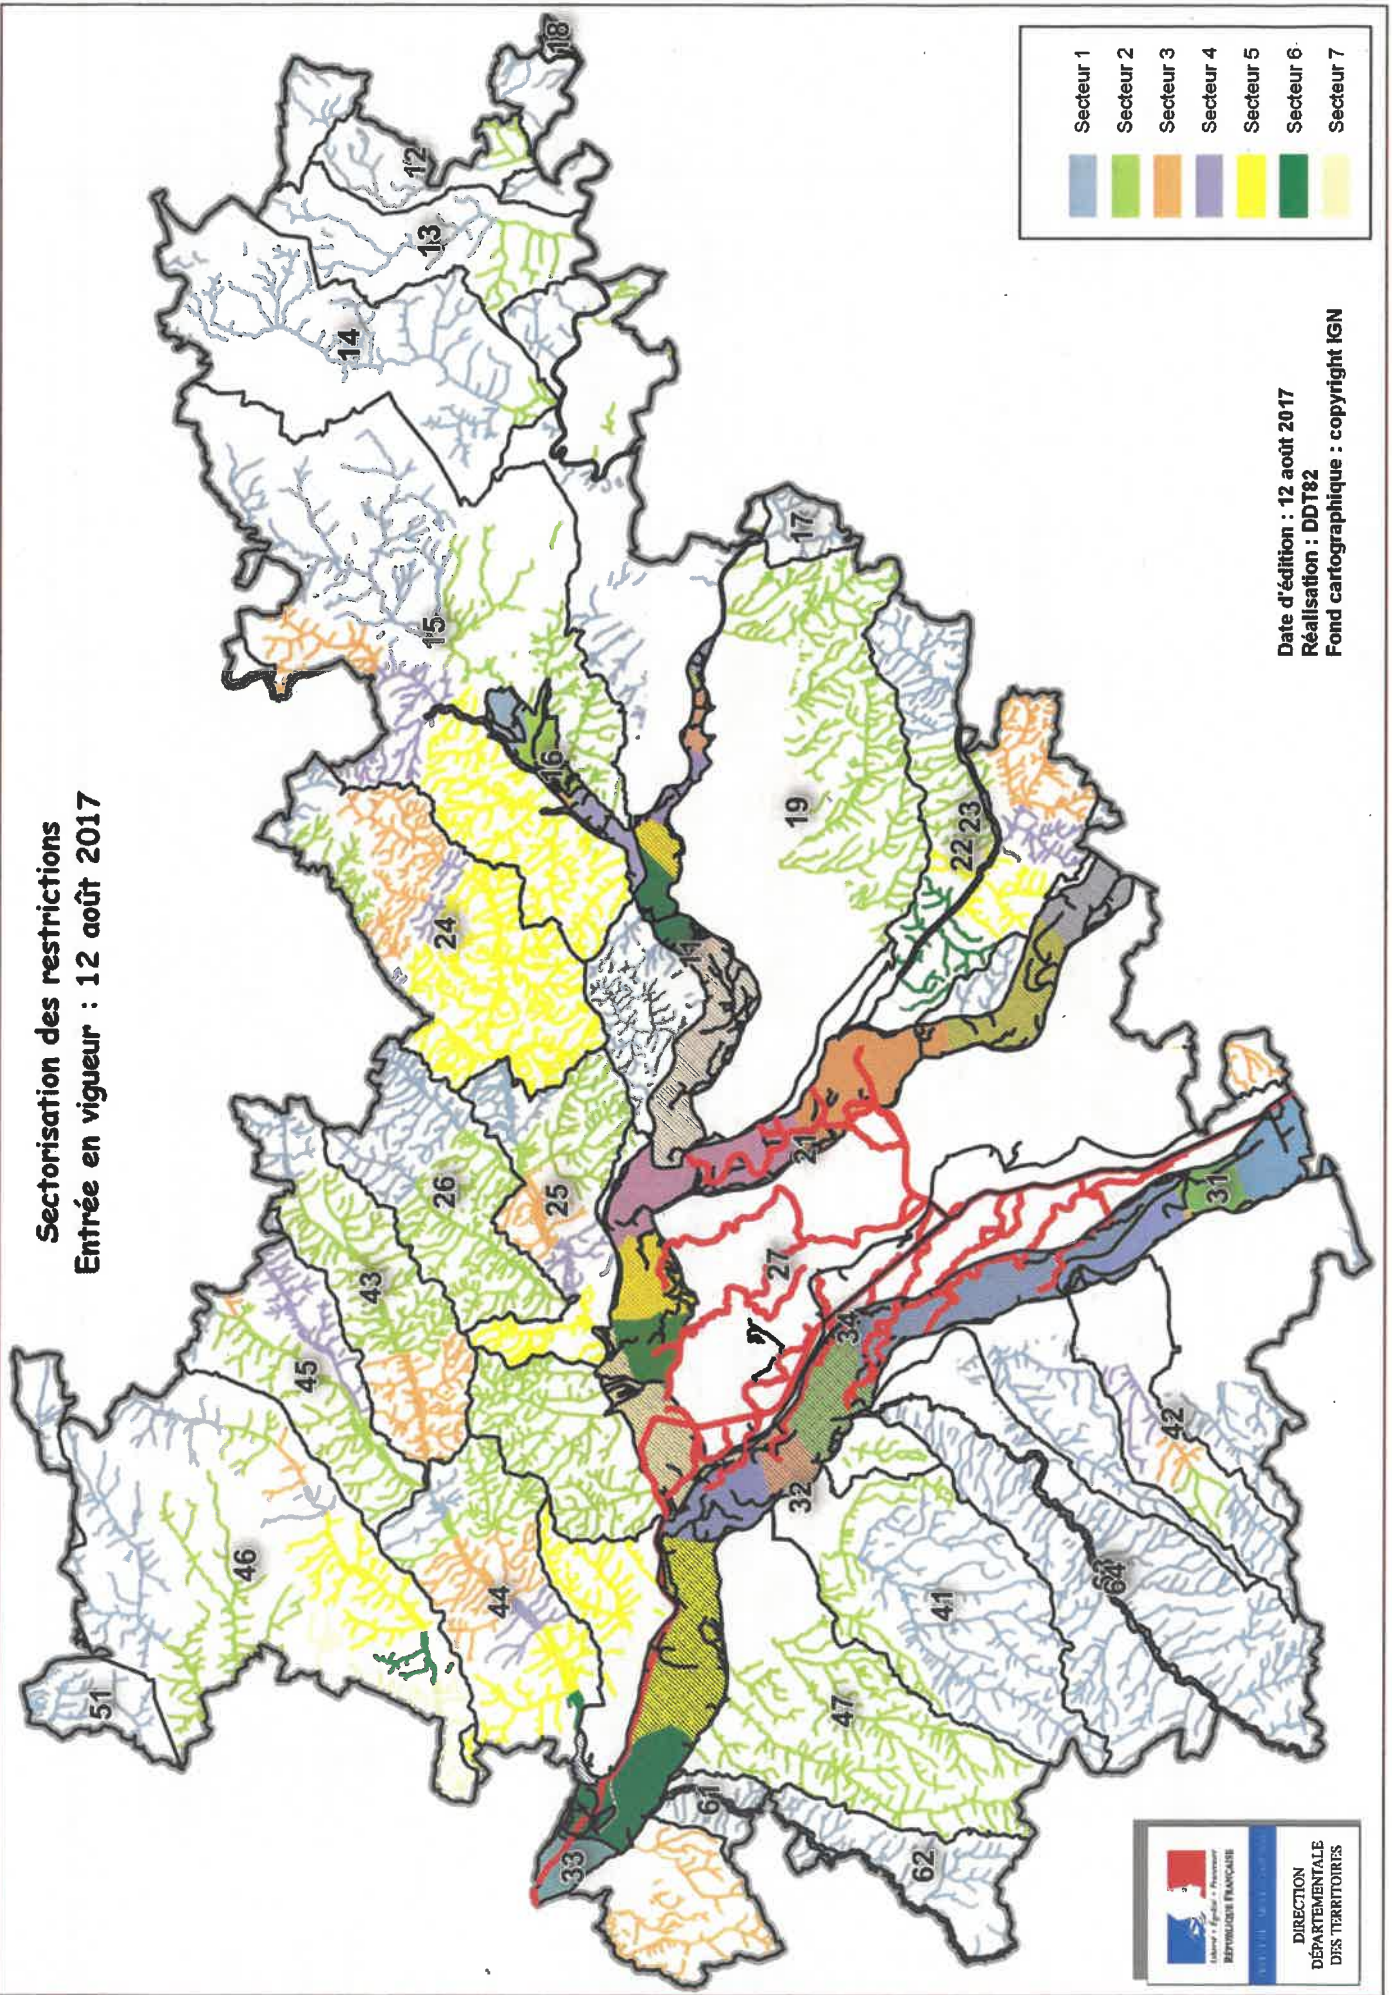 Sectorisation des restrictions
Entrée en vigueur : 12 août 2017
51
46
45
43
26
25
44
24
15
14
13
12
18
16
17
19
11
22 23
21
27
34
32
31
33
61
62
47
41
64
42
Secteur 1
Secteur 2
Secteur 3
Secteur 4
Secteur 5
Secteur 6
Secteur 7
Date d'édition : 12 août 2017
Réalisation : DDT82
Fond cartographique : copyright IGN
RÉPUBLIQUE FRANÇAISE
DIRECTION
DÉPARTEMENTALE
DES TERRITOIRES